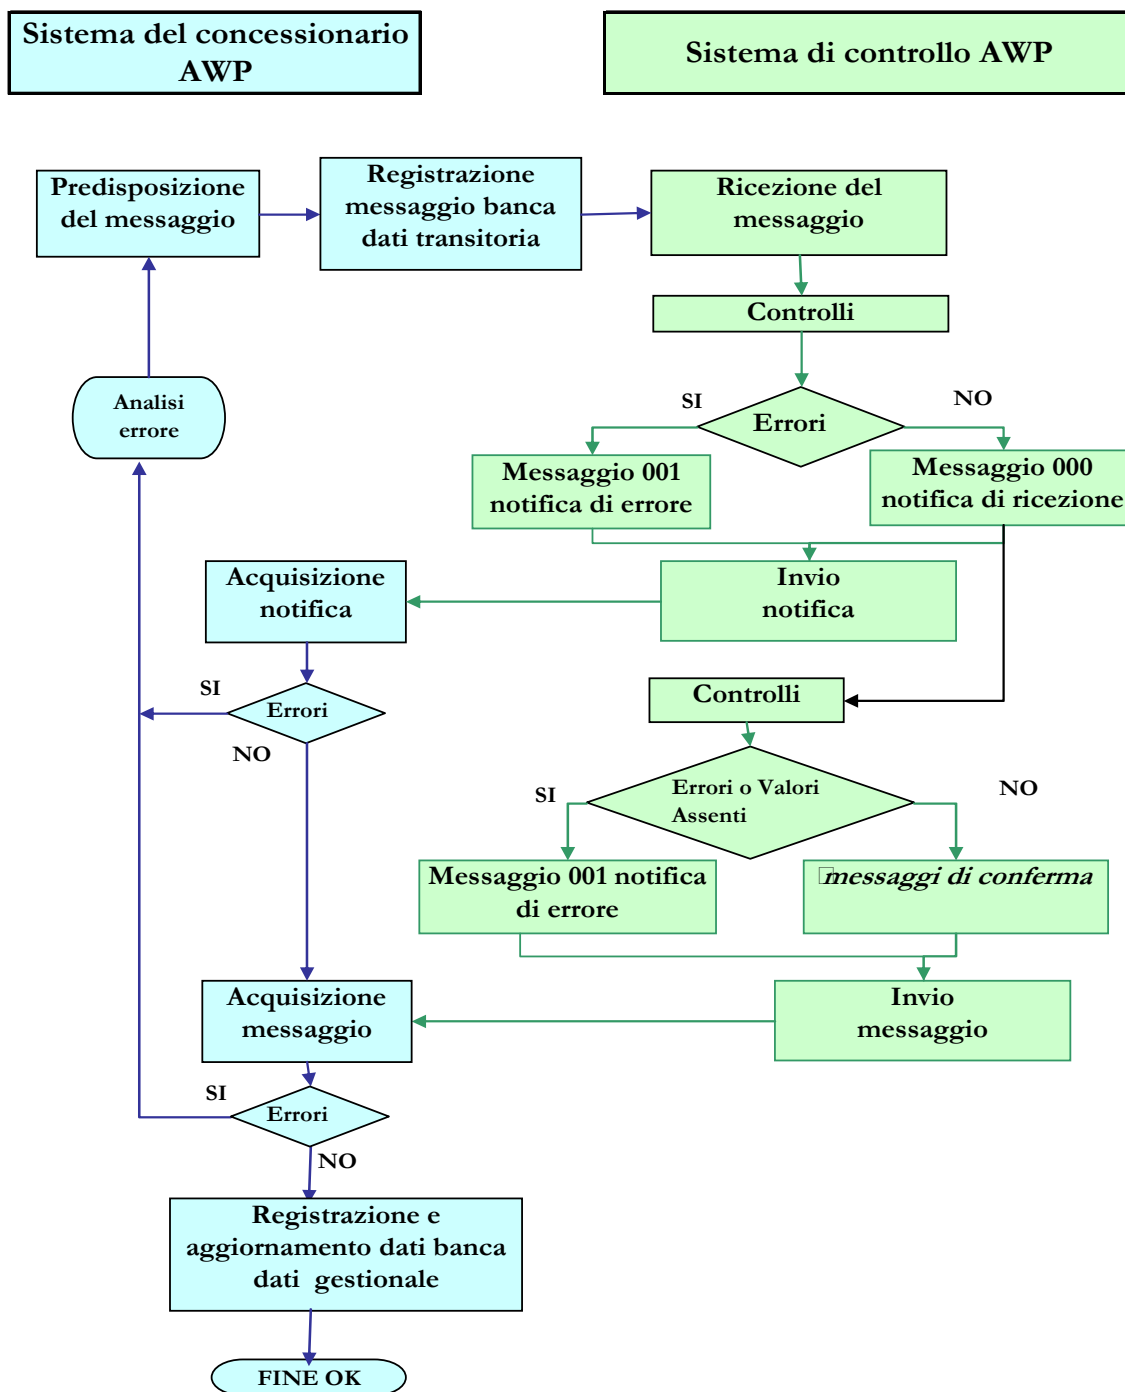 Sistema del concessionario
AWP
Sistema di controllo AWP
Predisposizione
del messaggio
Registrazione
messaggio banca
dati transitoria
Ricezione del
messaggio
Controlli
Analisi
errore
SI
Errori
NO
Messaggio 001
notifica di errore
Messaggio 000
notifica di ricezione
Acquisizione
notifica
Invio
notifica
SI
Errori
NO
Controlli
SI
Errori o Valori
Assenti
NO
Messaggio 001 notifica
di errore
messaggi di conferma
Acquisizione
messaggio
Invio
messaggio
SI
Errori
NO
Registrazione e
aggiornamento dati banca
dati gestionale
FINE OK